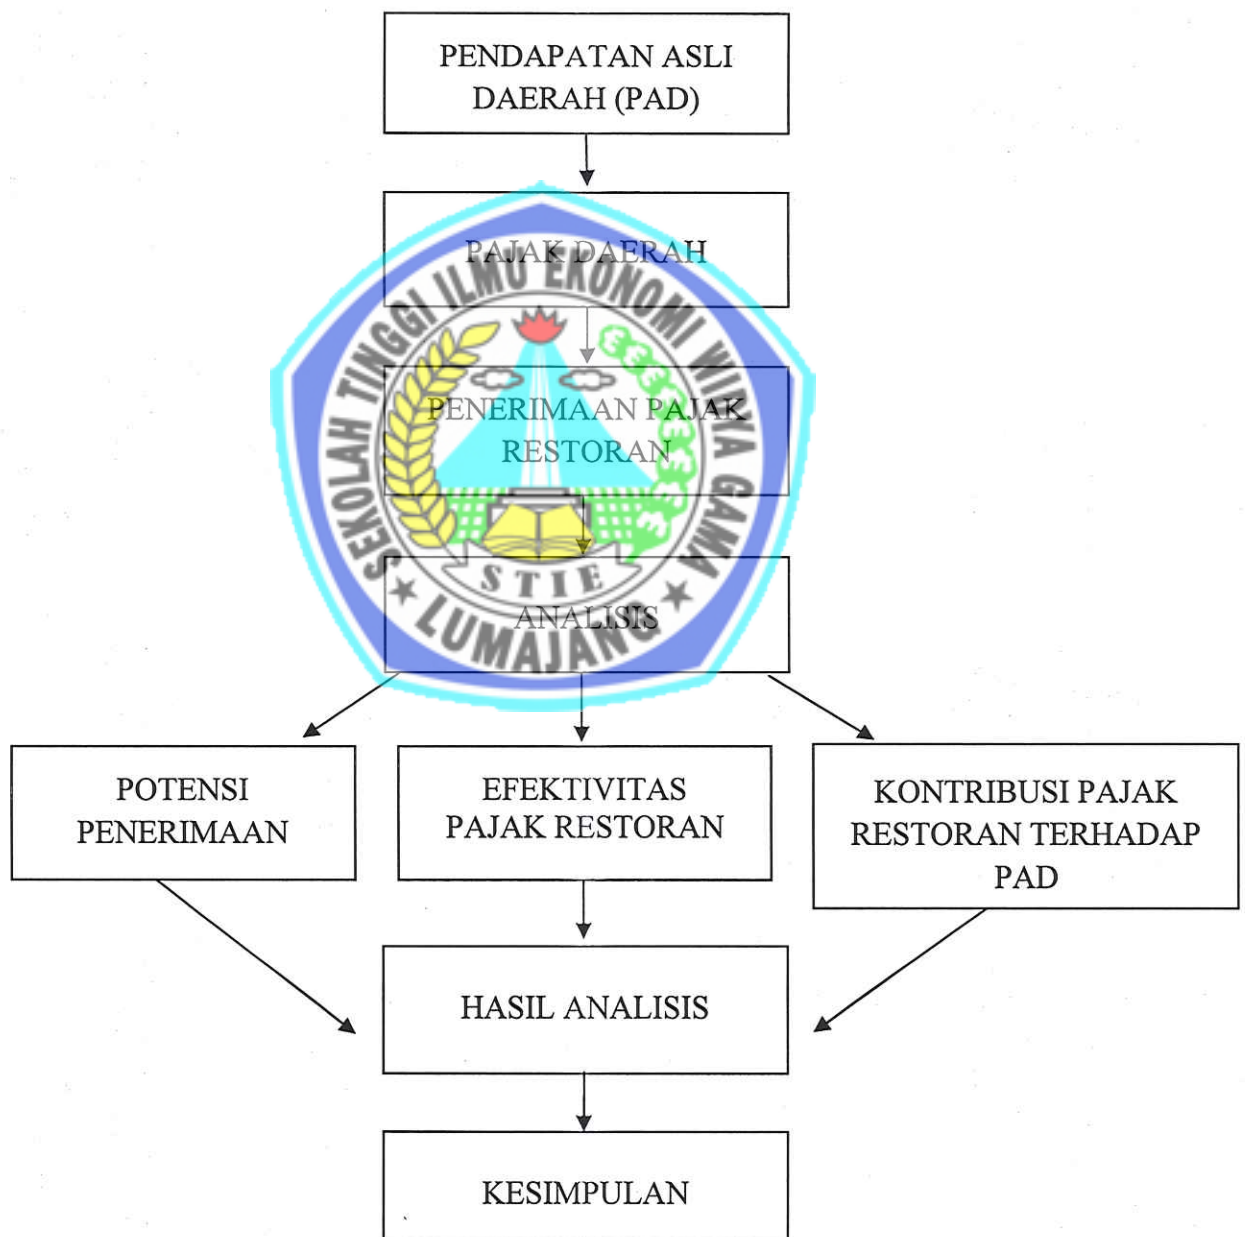 PENDAPATAN ASLI
DAERAH (PAD)
PAJAK DAERAH
SEKOLAH TINGGI ILMU EKONOMI WIDYA GAMA
PENERIMAAN PAJAK
RESTORAN
STIE
ANALISIS
LUMAJANG
POTENSI
PENERIMAAN
EFEKTIVITAS
PAJAK RESTORAN
KONTRIBUSI PAJAK
RESTORAN TERHADAP
PAD
HASIL ANALISIS
KESIMPULAN